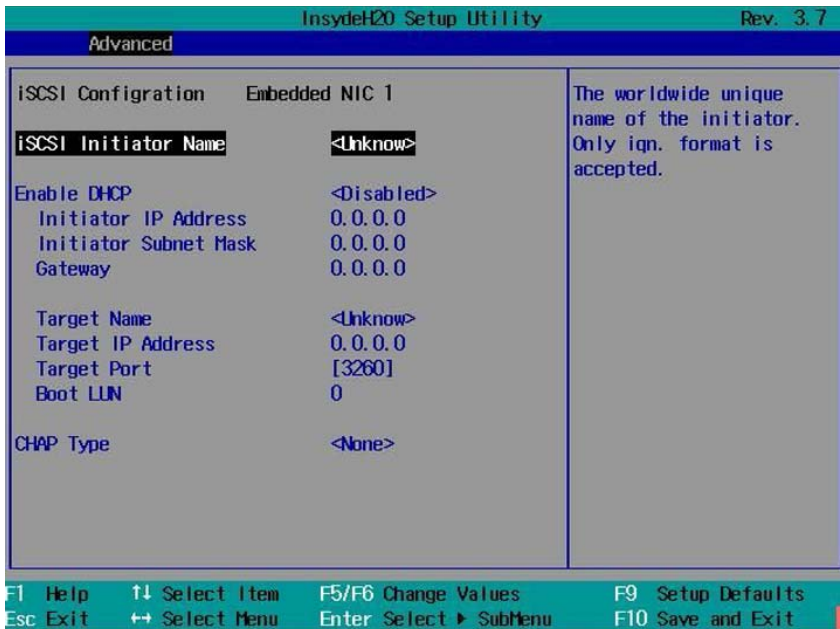 InsydeH20 Setup Utility Rev. 3.7
Advanced
iSCSI Configration Embedded NIC 1
iSCSI Initiator Name <Unknow>
Enable DHCP <Disabled>
Initiator IP Address 0.0.0.0
Initiator Subnet Mask 0.0.0.0
Gateway 0.0.0.0
Target Name <Unknow>
Target IP Address 0.0.0.0
Target Port [3260]
Boot LUN 0
CHAP Type <None>
The worldwide unique
name of the initiator.
Only iqn. format is
accepted.
F1 Help ↑↓ Select Item F5/F6 Change Values F9 Setup Defaults
Esc Exit ↔ Select Menu Enter Select ▶ SubMenu F10 Save and Exit